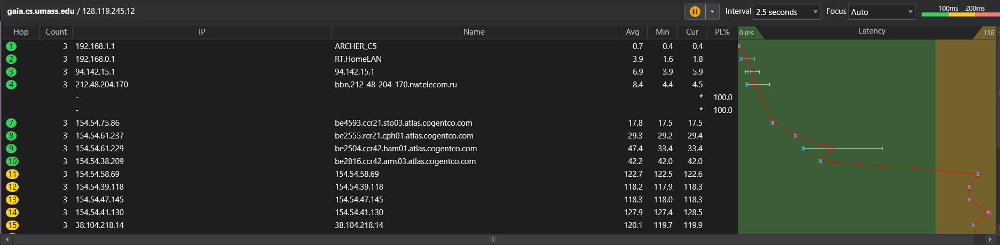 gaia.cs.umass.edu / 128.119.245.12 Interval 2.5 seconds Focus Auto 100ms 200ms
Hop Count IP Name Avg Min Cur PL% 0 ms Latency 136
1 3 192.168.1.1 ARCHER_C5 0.7 0.4 0.4
2 3 192.168.0.1 RT.HomeLAN 3.9 1.6 1.8
3 3 94.142.15.1 94.142.15.1 6.9 3.9 5.9
4 3 212.48.204.170 bbn.212-48-204-170.nwtelecom.ru 8.4 4.4 4.5
- * 100.0
- * 100.0
7 3 154.54.75.86 be4593.ccr21.sto03.atlas.cogentco.com 17.8 17.5 17.5
8 3 154.54.61.237 be2555.rcr21.cph01.atlas.cogentco.com 29.3 29.2 29.4
9 3 154.54.61.229 be2504.ccr42.ham01.atlas.cogentco.com 47.4 33.4 33.4
10 3 154.54.38.209 be2816.ccr42.ams03.atlas.cogentco.com 42.2 42.0 42.0
11 3 154.54.58.69 154.54.58.69 122.7 122.5 122.6
12 3 154.54.39.118 154.54.39.118 118.2 117.9 118.3
13 3 154.54.47.145 154.54.47.145 118.3 118.0 118.3
14 3 154.54.41.130 154.54.41.130 127.9 127.4 128.5
15 3 38.104.218.14 38.104.218.14 120.1 119.7 119.9